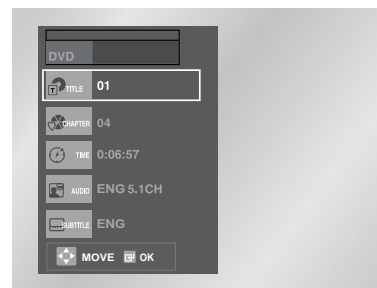 DVD
T TITLE 01
CHAPTER 04
TIME 0:06:57
AUDIO ENG 5.1CH
SUBTITLE ENG
MOVE OK